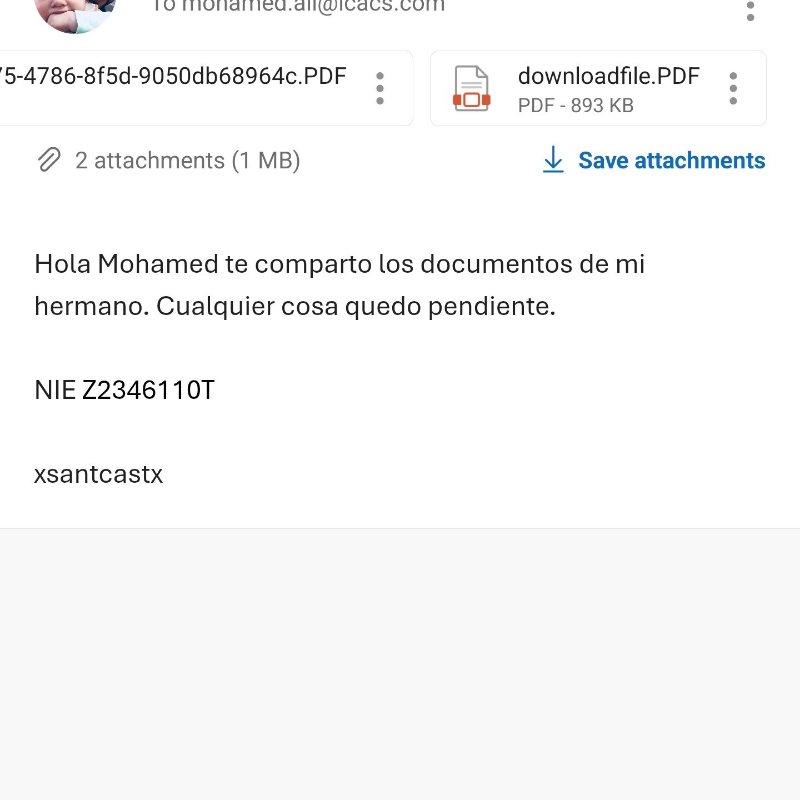 To mohamed.ali@icacs.com
75-4786-8f5d-9050db68964c.PDF
downloadfile.PDF
PDF - 893 KB
2 attachments (1 MB)
Save attachments
Hola Mohamed te comparto los documentos de mi
hermano. Cualquier cosa quedo pendiente.
NIE Z2346110T
xsantcastx